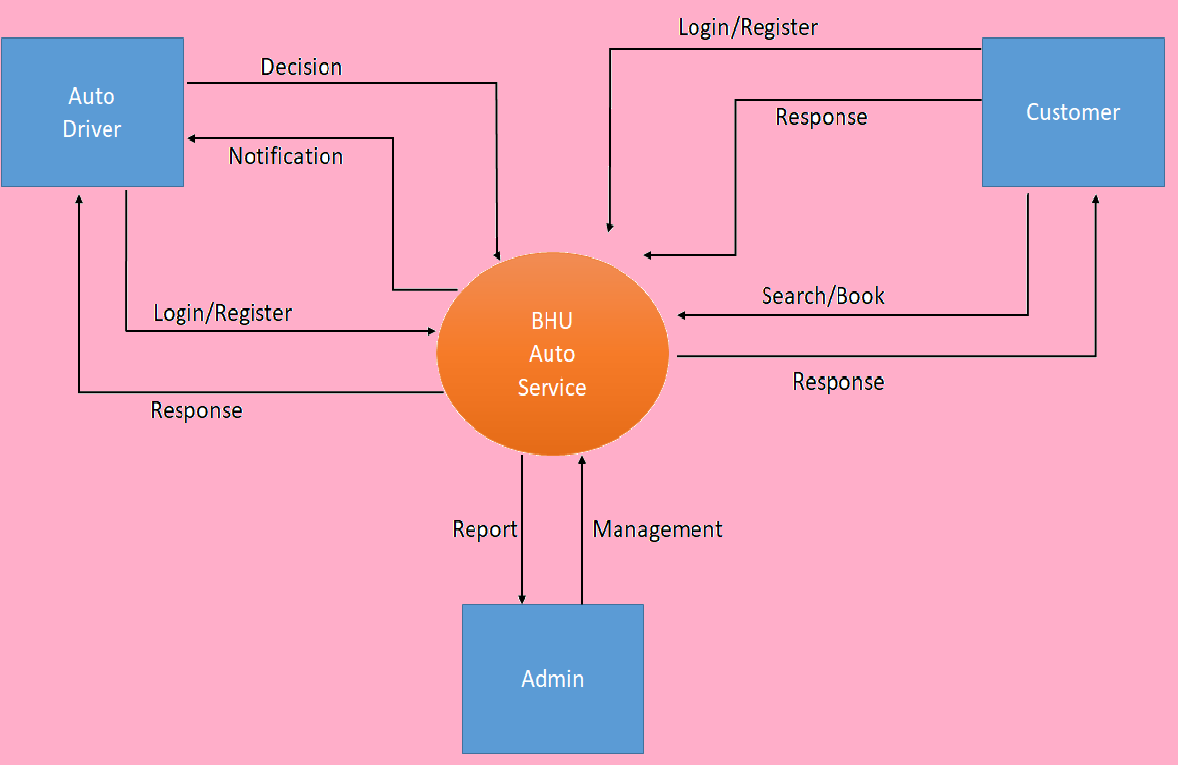 Login/Register
Decision
Auto
Driver
Response
Customer
Notification
Search/Book
Login/Register
BHU
Auto
Service
Response
Response
Report
Management
Admin